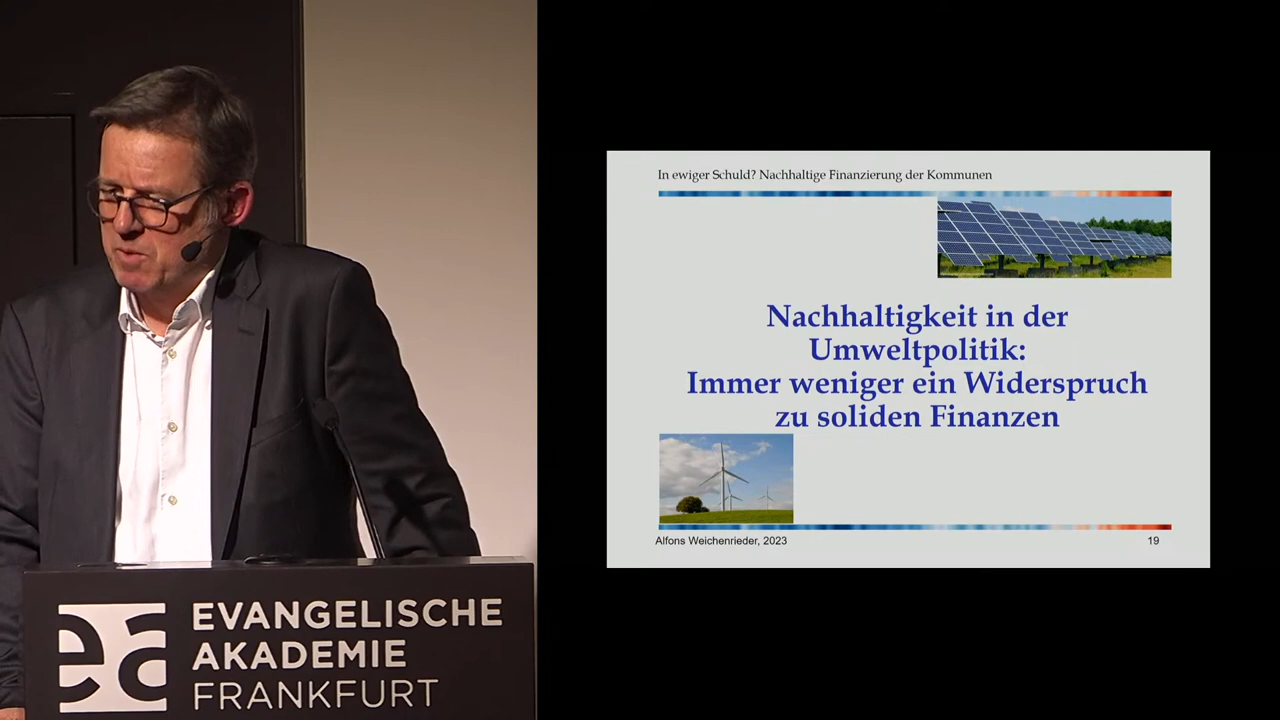 ea
EVANGELISCHE
AKADEMIE
FRANKFURT
In ewiger Schuld? Nachhaltige Finanzierung der Kommunen
Nachhaltigkeit in der
Umweltpolitik:
Immer weniger ein Widerspruch
zu soliden Finanzen
Alfons Weichenrieder, 2023
19